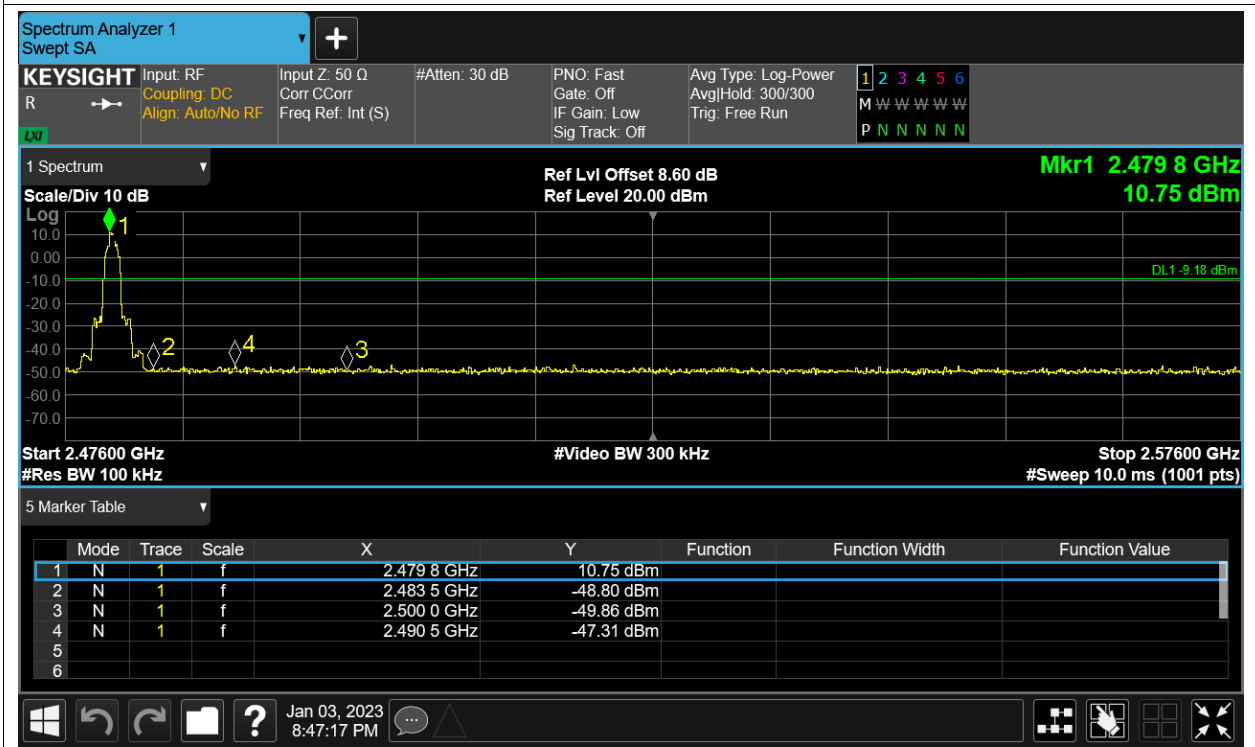 Spectrum Analyzer 1
Swept SA
+
KEYSIGHT Input: RF Input Z: 50 Ω #Atten: 30 dB PNO: Fast Avg Type: Log-Power 1 2 3 4 5 6
R Coupling: DC Corr CCorr Gate: Off Avg|Hold: 300/300 M W W W W W
Align: Auto/No RF Freq Ref: Int (S) IF Gain: Low Trig: Free Run
LXI Sig Track: Off P N N N N N
1 Spectrum Ref Lvl Offset 8.60 dB Mkr1 2.479 8 GHz
Scale/Div 10 dB Ref Level 20.00 dBm 10.75 dBm
Log
1
10.0
0.00
DL1 -9.18 dBm
-10.0
-20.0
-30.0
-40.0 2 4 3
-50.0
-60.0
-70.0
Start 2.47600 GHz #Video BW 300 kHz Stop 2.57600 GHz
#Res BW 100 kHz #Sweep 10.0 ms (1001 pts)
5 Marker Table
Mode Trace Scale X Y Function Function Width Function Value
1 N 1 f 2.479 8 GHz 10.75 dBm
2 N 1 f 2.483 5 GHz -48.80 dBm
3 N 1 f 2.500 0 GHz -49.86 dBm
4 N 1 f 2.490 5 GHz -47.31 dBm
5
6
? Jan 03, 2023
8:47:17 PM